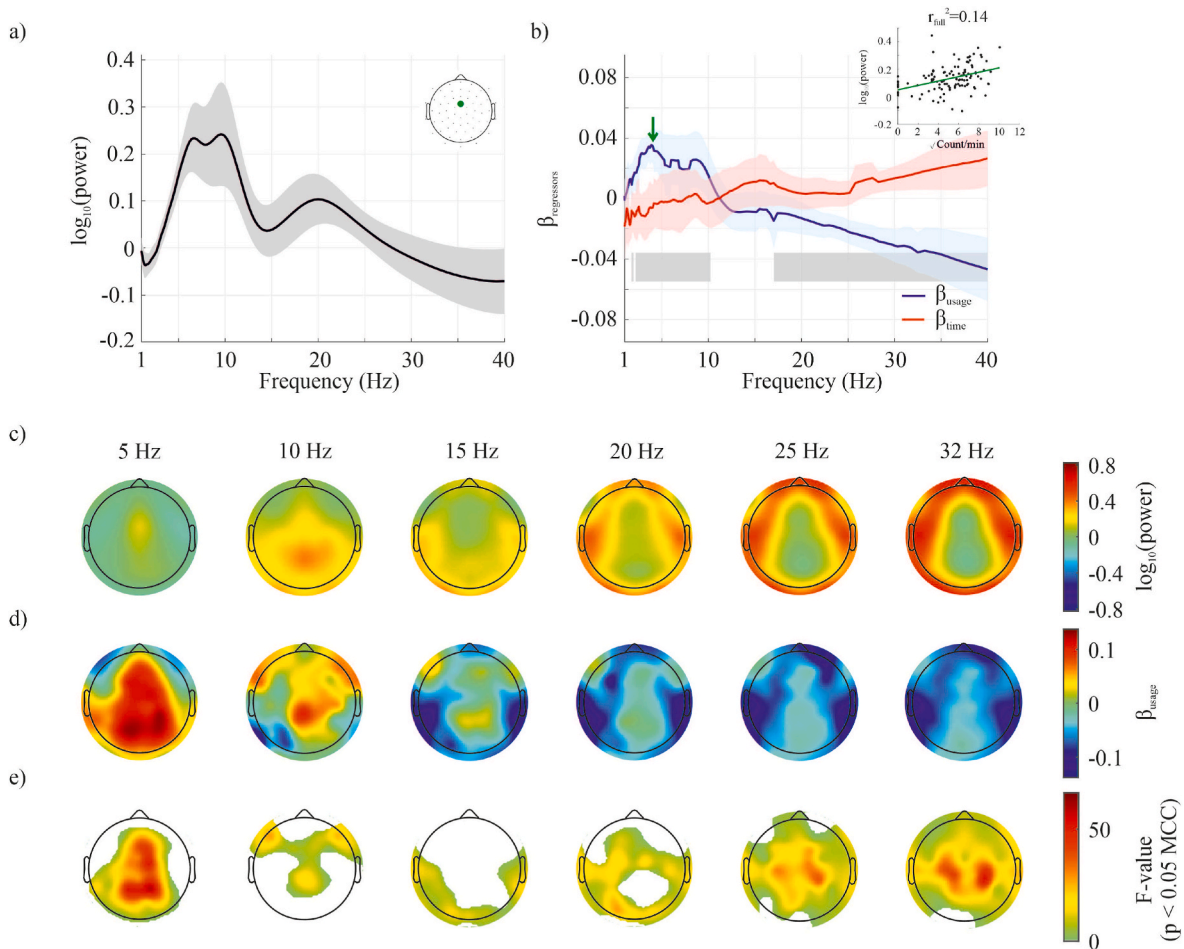 a)
0.4
0.3
0.2
0.1
0
-0.1
-0.2
log₁₀(power)
1 10 20 30 40
Frequency (Hz)
b)
0.08
0.04
0
-0.04
-0.08
βregressors
1 10 20 30 40
Frequency (Hz)
βusage
βtime
rfull²=0.14
0.4
0.2
0
-0.2
log₁₀(power)
0 2 4 6 8 10 12
√Count/min
c)
5 Hz 10 Hz 15 Hz 20 Hz 25 Hz 32 Hz
0.8
0.4
0
-0.4
-0.8
log₁₀(power)
d)
0.1
0
-0.1
βusage
e)
50
0
F-value
(p < 0.05 MCC)